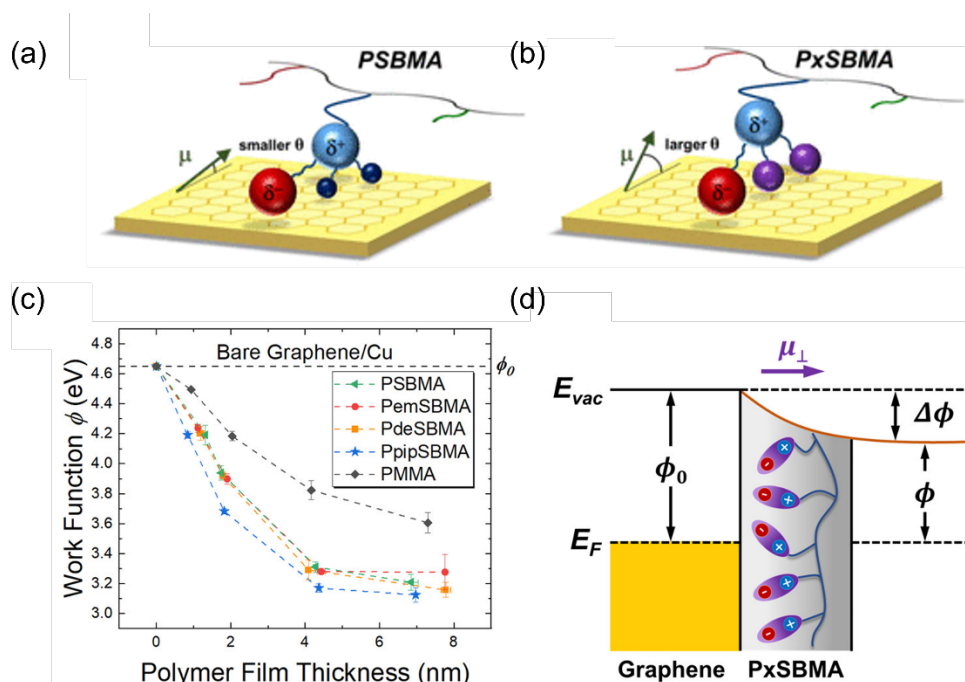 (a)
PSBMA
δ+
smaller θ
μ
δ-
(b)
PxSBMA
δ+
larger θ
μ
δ-
(c)
Work Function ϕ (eV)
4.8
4.6
4.4
4.2
4.0
3.8
3.6
3.4
3.2
3.0
Bare Graphene/Cu
ϕ0
PSBMA
PemSBMA
PdeSBMA
PpipSBMA
PMMA
0 2 4 6 8
Polymer Film Thickness (nm)
(d)
μ⊥
Evac
Δϕ
ϕ0
ϕ
EF
Graphene
PxSBMA